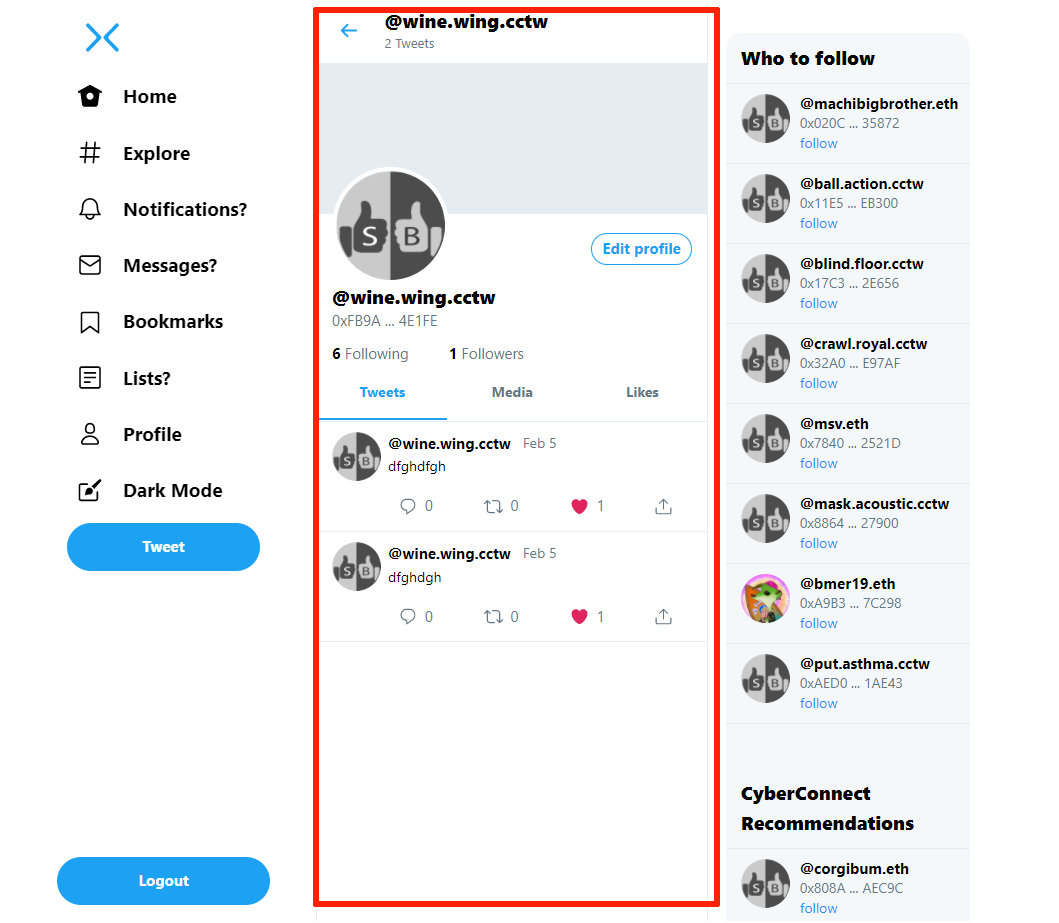 Home
Explore
Notifications?
Messages?
Bookmarks
Lists?
Profile
Dark Mode
Tweet
Logout
@wine.wing.cctw
2 Tweets
S B
Edit profile
@wine.wing.cctw
0xFB9A ... 4E1FE
6 Following 1 Followers
Tweets Media Likes
S B
@wine.wing.cctw Feb 5
dfghdfgh
0 0 1
S B
@wine.wing.cctw Feb 5
dfghdgh
0 0 1
Who to follow
S B
@machibigbrother.eth
0x020C ... 35872
follow
S B
@ball.action.cctw
0x11E5 ... EB300
follow
S B
@blind.floor.cctw
0x17C3 ... 2E656
follow
S B
@crawl.royal.cctw
0x32A0 ... E97AF
follow
S B
@msv.eth
0x7840 ... 2521D
follow
S B
@mask.acoustic.cctw
0x8864 ... 27900
follow
@bmer19.eth
0xA9B3 ... 7C298
follow
S B
@put.asthma.cctw
0xAED0 ... 1AE43
follow
CyberConnect
Recommendations
S B
@corgibum.eth
0x808A ... AEC9C
follow